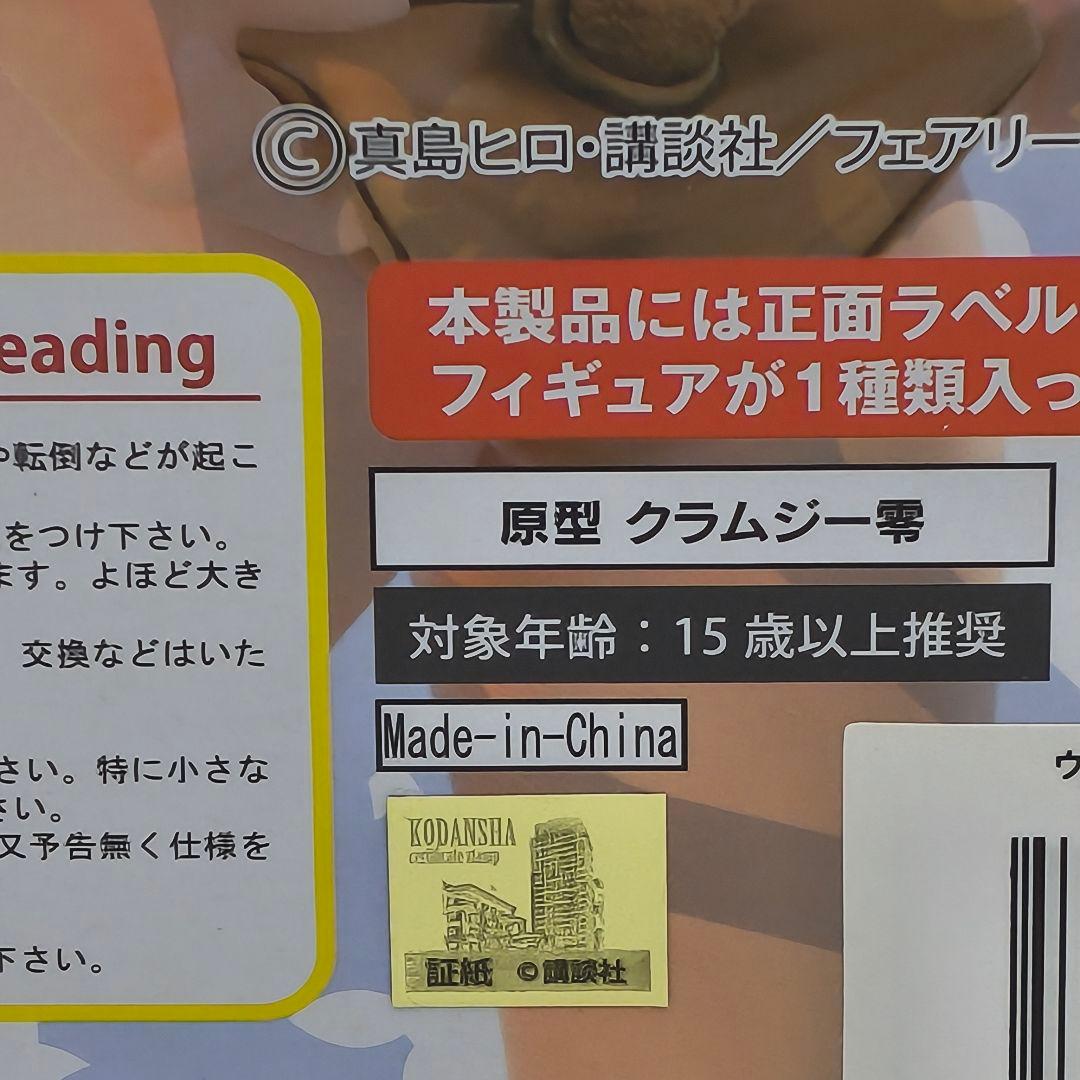 ©真島ヒロ・講談社／フェアリー
eading
や転倒などが起こ
をつけ下さい。
ます。よほど大き
交換などはいた
さい。特に小さな
さい。
又予告無く仕様を
下さい。
本製品には正面ラベル
フィギュアが1種類入っ
原型 クラムジー零
対象年齢：15歳以上推奨
Made-in-China
KODANSHA
証紙 ©講談社
ウ